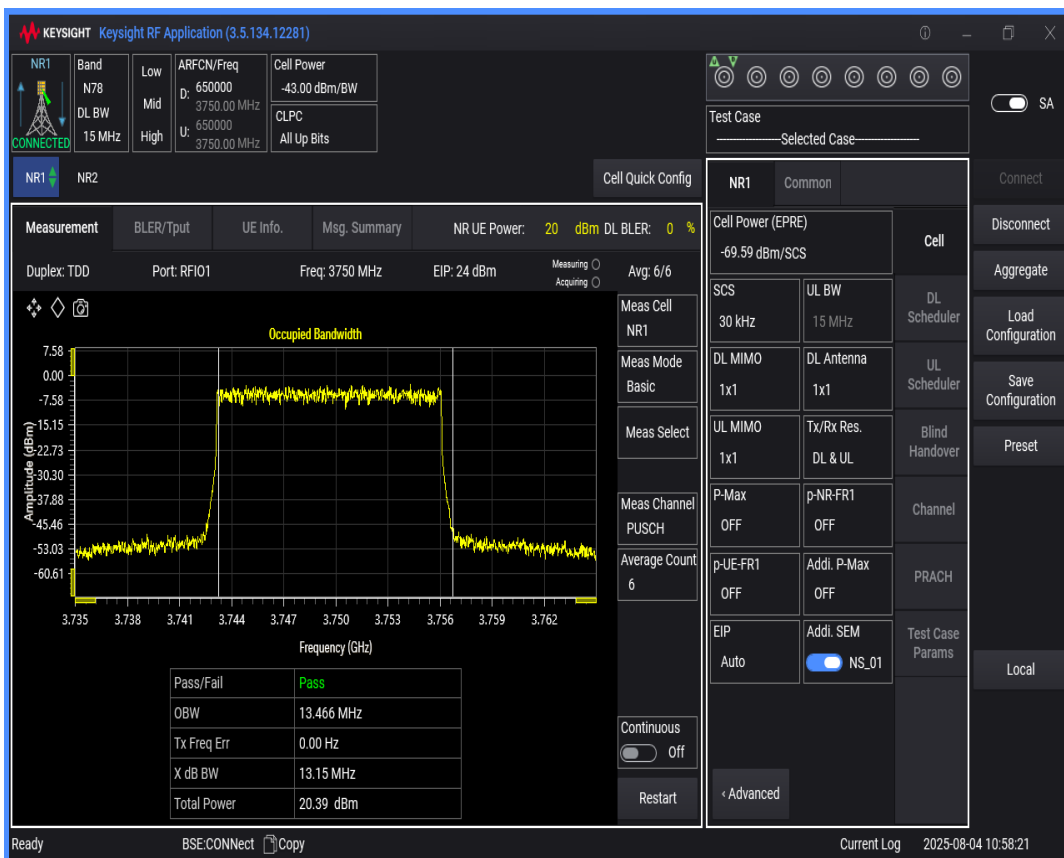 KEYSIGHT Keysight RF Application (3.5.134.12281)
NR1
CONNECTED
Band
N78
DL BW
15 MHz
Low
Mid
High
ARFCN/Freq
D: 650000
3750.00 MHz
U: 650000
3750.00 MHz
Cell Power
-43.00 dBm/BW
CLPC
All Up Bits
Test Case
Selected Case
SA
NR1
NR2
Cell Quick Config
Measurement
BLER/Tput
UE Info.
Msg. Summary
NR UE Power: 20 dBm DL BLER: 0 %
Duplex: TDD
Port: RFIO1
Freq: 3750 MHz
EIP: 24 dBm
Measuring
Acquiring
Avg: 6/6
Occupied Bandwidth
Amplitude (dBm)
7.58
0.00
-7.58
-15.15
-22.73
-30.30
-37.88
-45.46
-53.03
-60.61
3.735 3.738 3.741 3.744 3.747 3.750 3.753 3.756 3.759 3.762
Frequency (GHz)
Pass/Fail Pass
OBW 13.466 MHz
Tx Freq Err 0.00 Hz
X dB BW 13.15 MHz
Total Power 20.39 dBm
Meas Cell
NR1
Meas Mode
Basic
Meas Select
Meas Channel
PUSCH
Average Count
6
Continuous
Off
Restart
NR1
Common
Cell Power (EPRE)
-69.59 dBm/SCS
SCS
30 kHz
UL BW
15 MHz
DL MIMO
1x1
DL Antenna
1x1
UL MIMO
1x1
Tx/Rx Res.
DL & UL
P-Max
OFF
p-NR-FR1
OFF
p-UE-FR1
OFF
Addi. P-Max
OFF
EIP
Auto
Addi. SEM
NS_01
‹ Advanced
Cell
DL
Scheduler
UL
Scheduler
Blind
Handover
Channel
PRACH
Test Case
Params
Connect
Disconnect
Aggregate
Load
Configuration
Save
Configuration
Preset
Local
Ready
BSE:CONNect
Copy
Current Log
2025-08-04 10:58:21